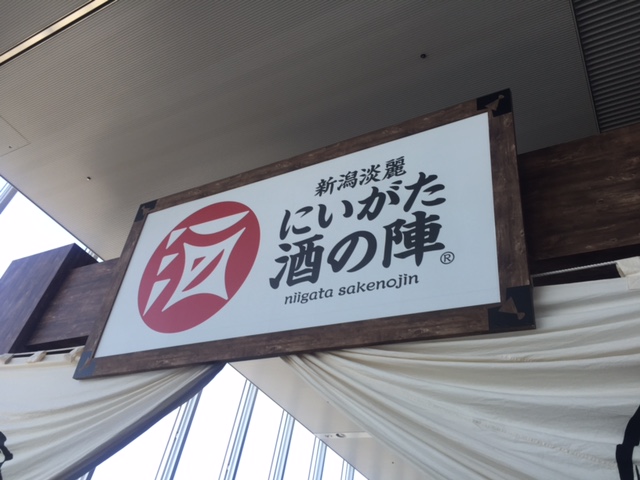 酒
新潟淡麗
にいがた
酒の陣®
niigata sakenojin